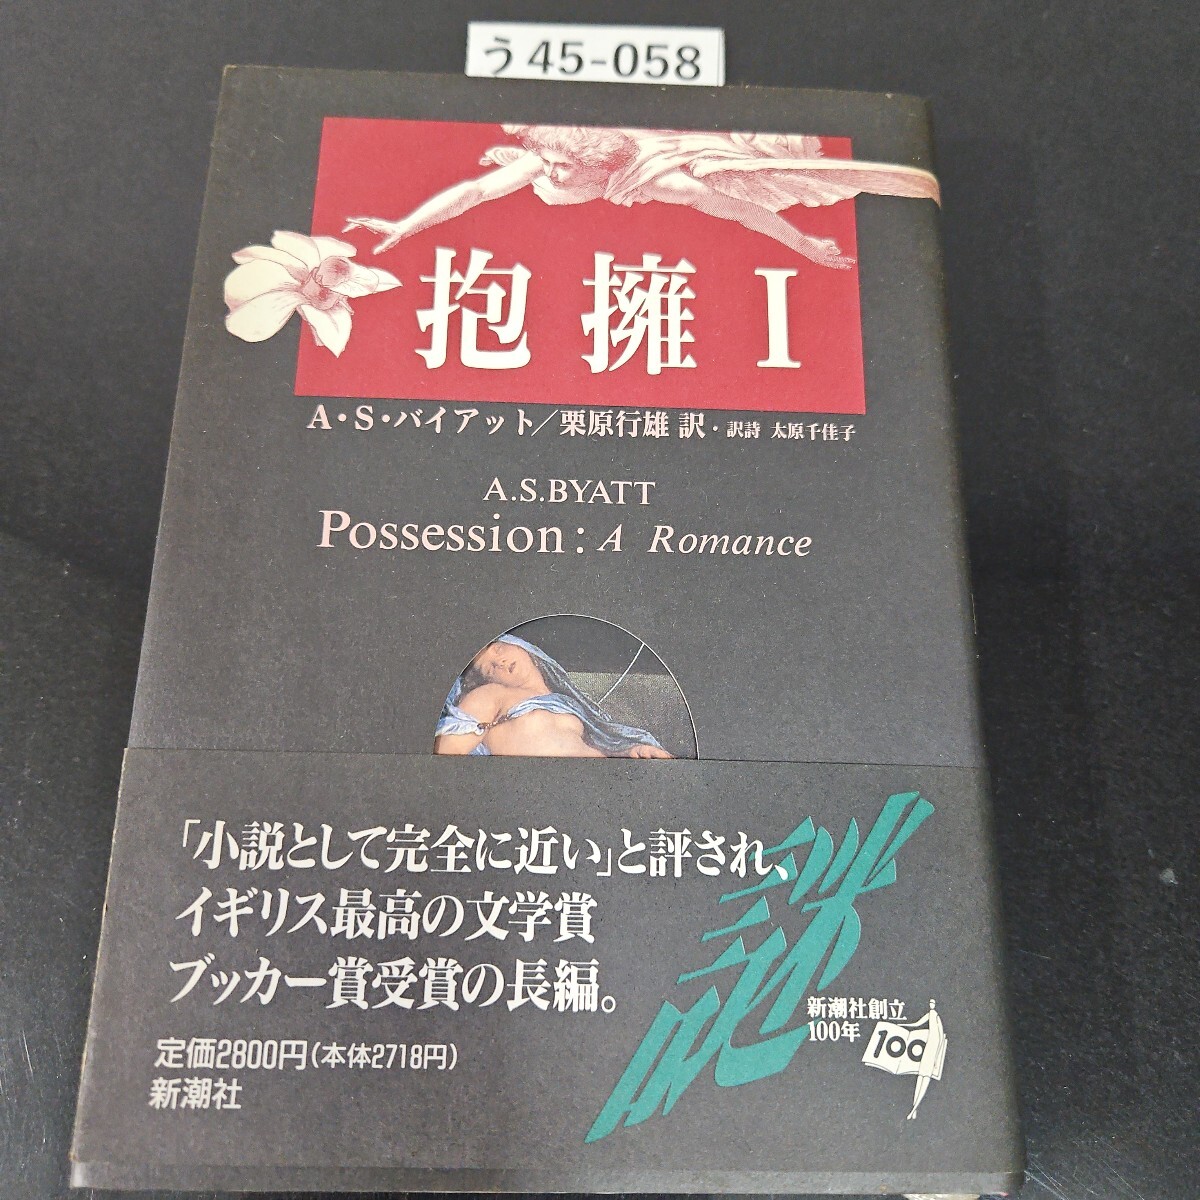 う45-058
抱擁 I
A・S・バイアット／栗原行雄 訳・訳詩 太原千佳子
A.S.BYATT
Possession: A Romance
「小説として完全に近い」と評され、
イギリス最高の文学賞
ブッカー賞受賞の長編。
定価2800円(本体2718円)
新潮社
謎
新潮社創立
100年
100